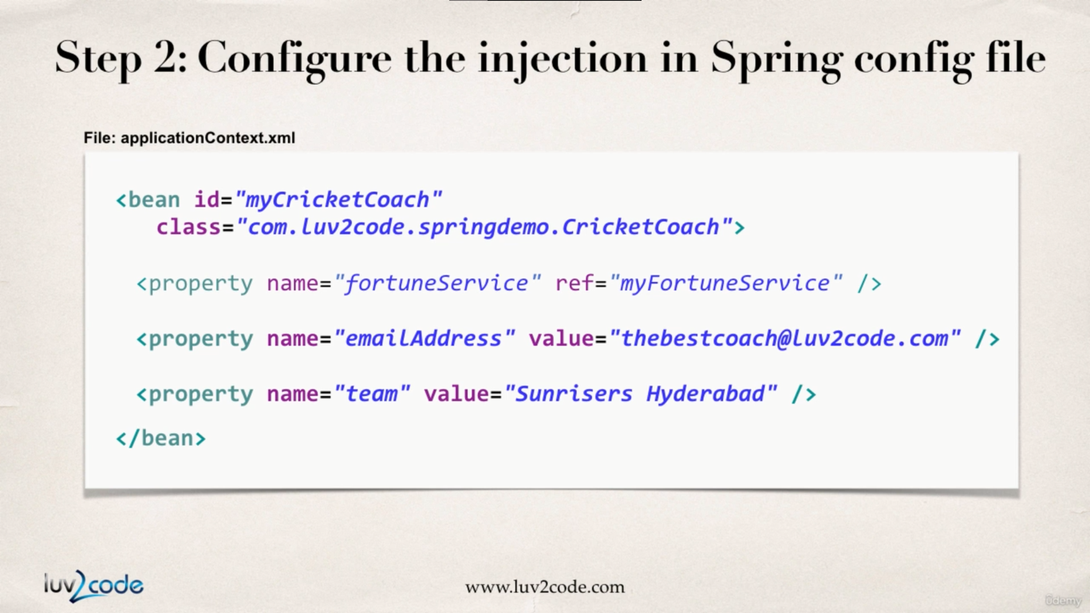 Step 2: Configure the injection in Spring config file
File: applicationContext.xml
<bean id="myCricketCoach"
class="com.luv2code.springdemo.CricketCoach">
<property name="fortuneService" ref="myFortuneService" />
<property name="emailAddress" value="thebestcoach@luv2code.com" />
<property name="team" value="Sunrisers Hyderabad" />
</bean>
luv2code
www.luv2code.com
ûdemy